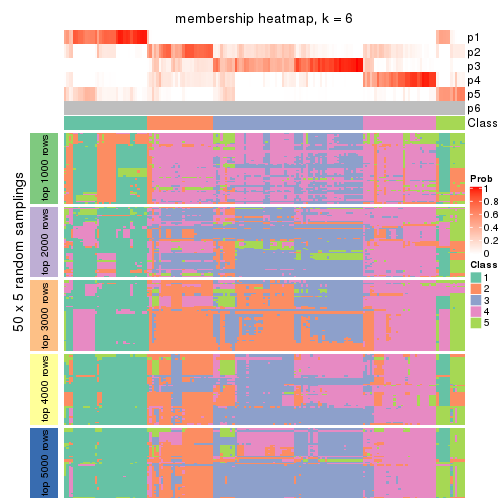 membership heatmap, k = 6
p1
p2
p3
p4
p5
p6
Class
50 x 5 random samplings
top 1000 rows
top 2000 rows
top 3000 rows
top 4000 rows
top 5000 rows
Prob
1
0.8
0.6
0.4
0.2
0
Class
1
2
3
4
5